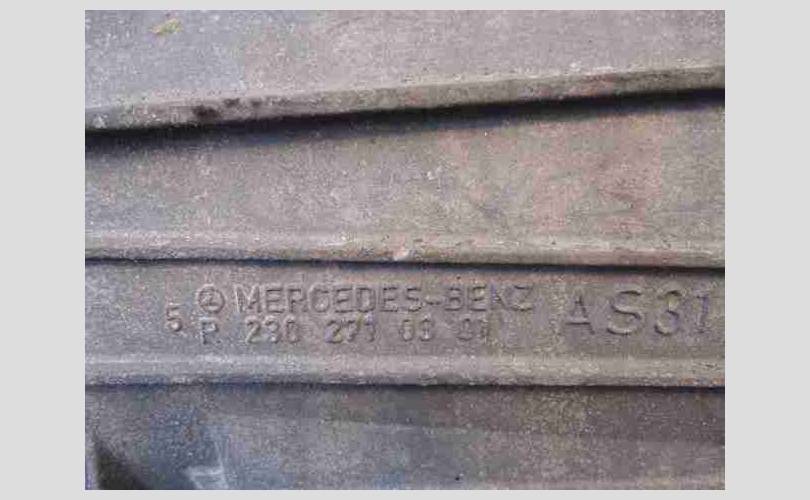 5 MERCEDES-BENZ AS31
R 230 271 03 01